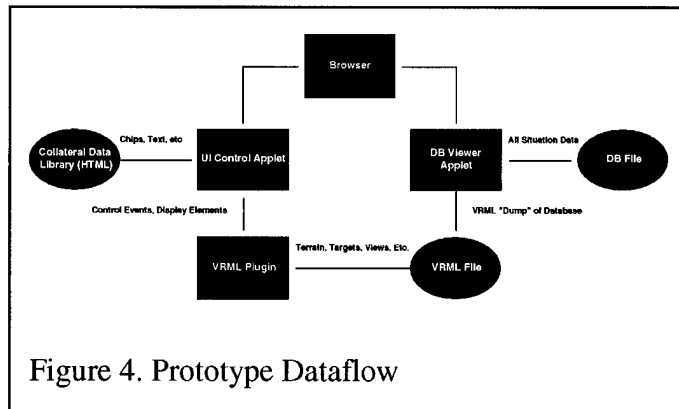 Browser
Chips, Text, etc
All Situation Data
Collateral Data
Library (HTML)
UI Control Applet
DB Viewer
Applet
DB File
Control Events, Display Elements
VRML "Dump" of Database
Terrain, Targets, Views, Etc.
VRML Plugin
VRML File
Figure 4. Prototype Dataflow